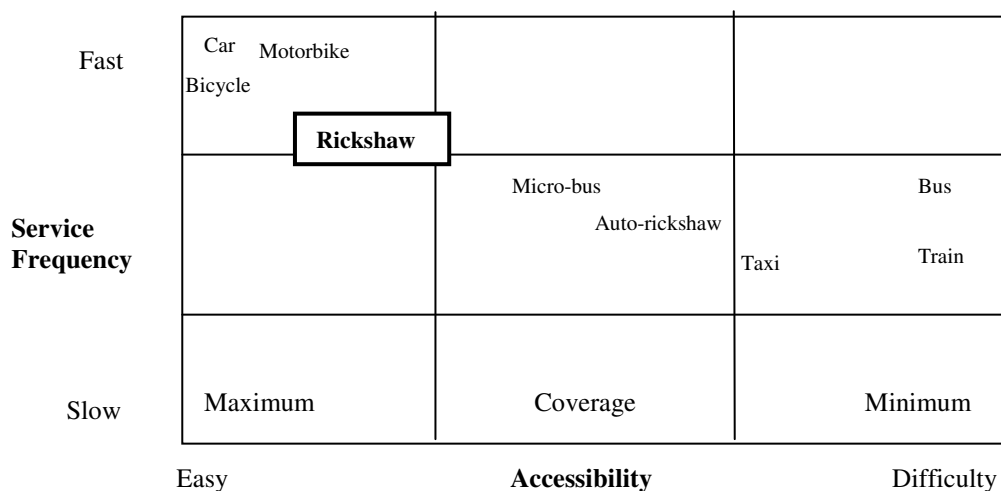 Car
Motorbike
Fast
Bicycle
Rickshaw
Micro-bus
Bus
Service
Frequency
Auto-rickshaw
Taxi
Train
Slow
Maximum
Coverage
Minimum
Easy
Accessibility
Difficulty